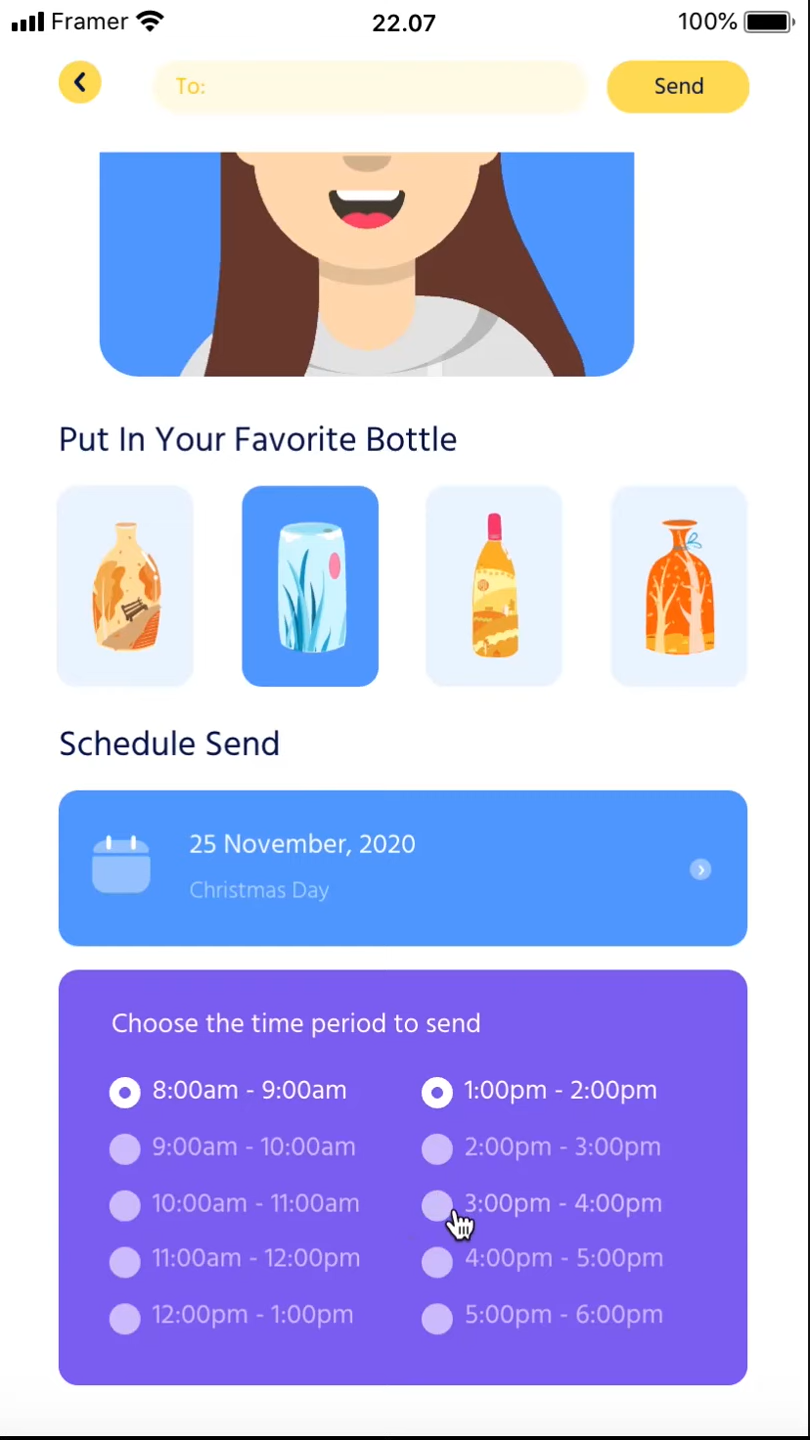 Framer 22.07 100%
To: Send
Put In Your Favorite Bottle
Schedule Send
25 November, 2020
Christmas Day
Choose the time period to send
8:00am - 9:00am 1:00pm - 2:00pm
9:00am - 10:00am 2:00pm - 3:00pm
10:00am - 11:00am 3:00pm - 4:00pm
11:00am - 12:00pm 4:00pm - 5:00pm
12:00pm - 1:00pm 5:00pm - 6:00pm